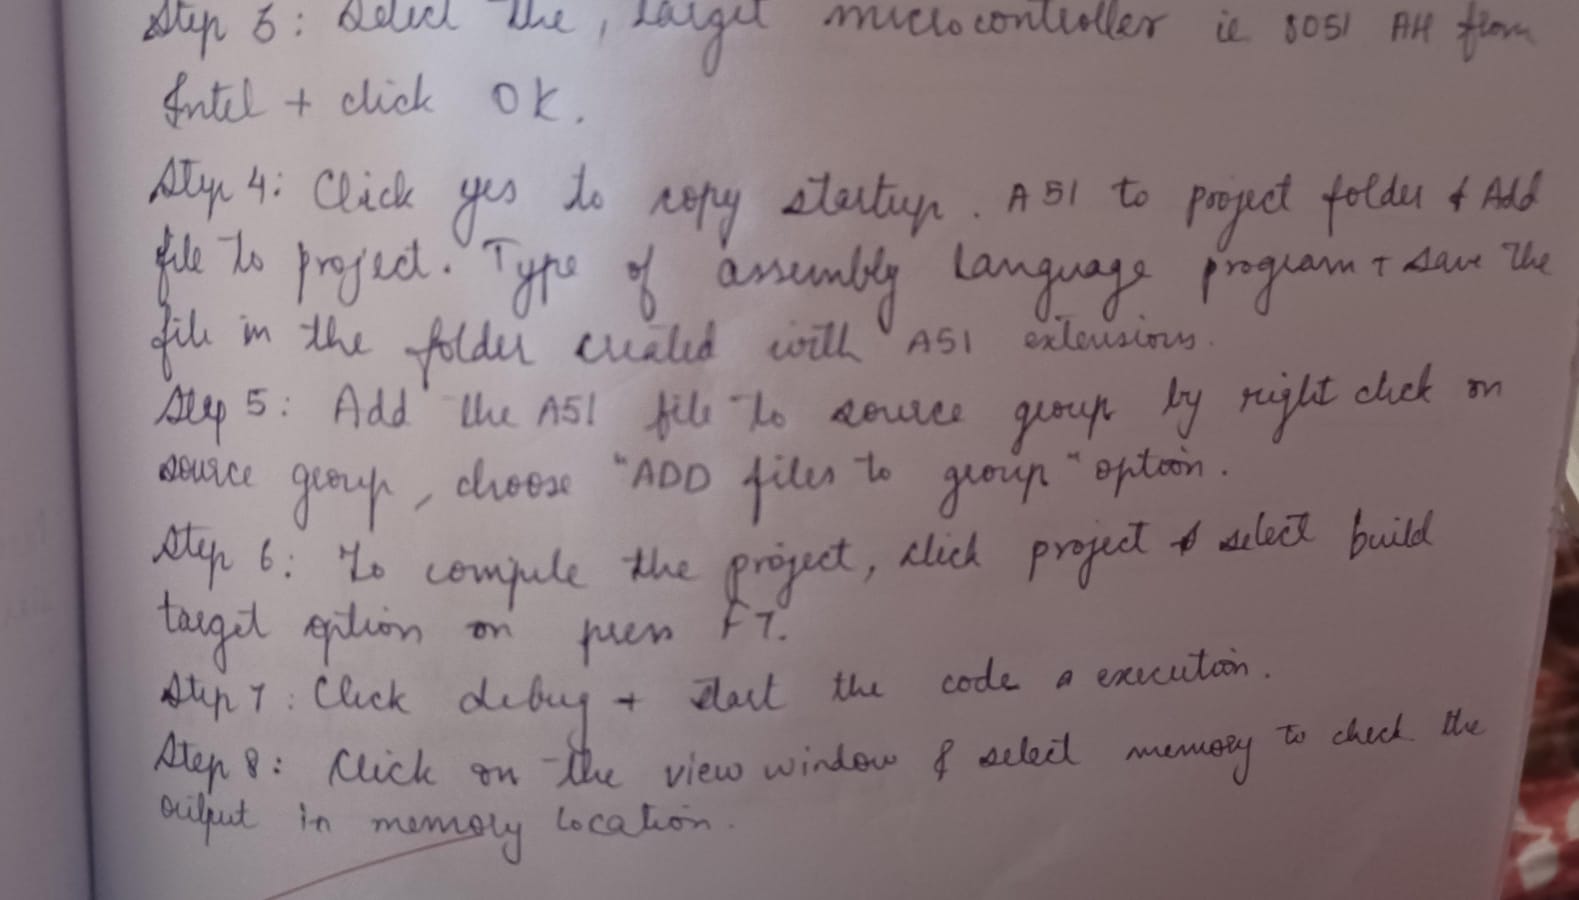 Step 3: Select the, target microcontroller ie 8051 AH from
Intel + click OK.
Step 4: Click yes to copy startup. A51 to project folder & Add
file to project. Type of assembly language program + save the
file in the folder created with A51 extensions.
Step 5: Add the A51 file to source group by right click on
source group, choose "ADD files to group" option.
Step 6: To compile the project, click project & select build
target option on press F7.
Step 7: Click debug + start the code a execution.
Step 8: Click on the view window & select memory to check the
output in memory location.